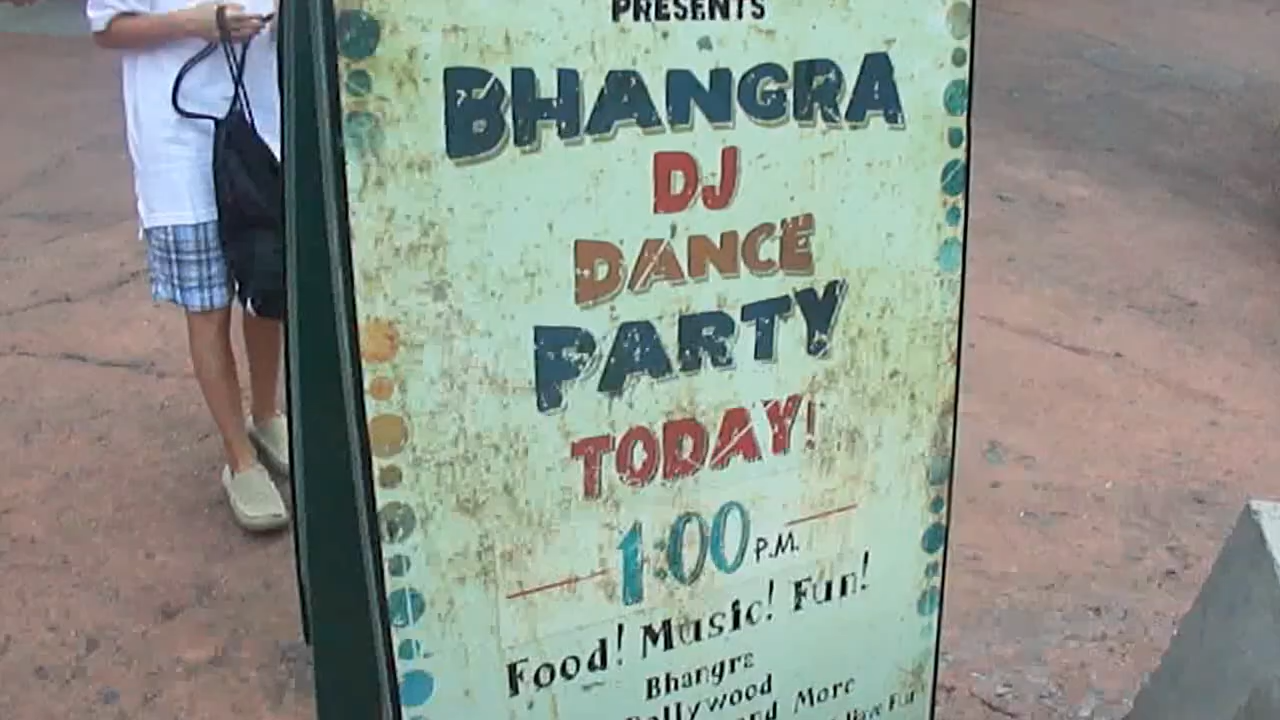 PRESENTS
BHANGRA
DJ
DANCE
PARTY
TODAY!
1:00 P.M.
Food! Music! Fun!
Bhangra
Bollywood
and More